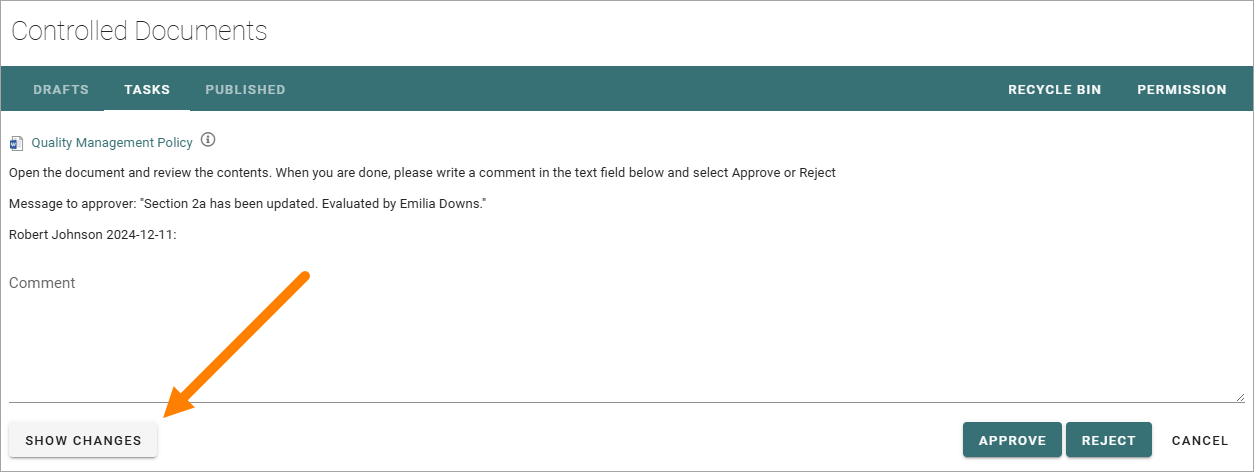 Controlled Documents
DRAFTS TASKS PUBLISHED RECYCLE BIN PERMISSION
Quality Management Policy
Open the document and review the contents. When you are done, please write a comment in the text field below and select Approve or Reject
Message to approver: "Section 2a has been updated. Evaluated by Emilia Downs."
Robert Johnson 2024-12-11:
Comment
SHOW CHANGES APPROVE REJECT CANCEL